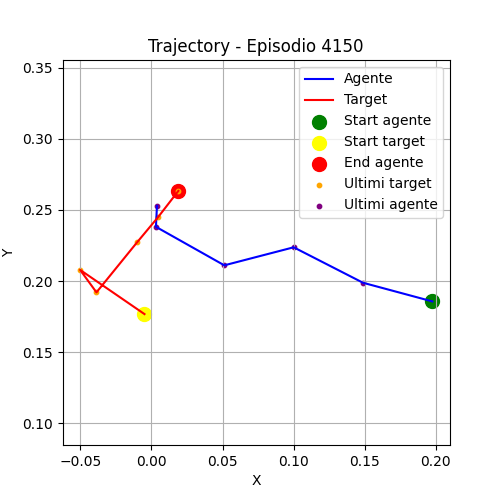 Trajectory - Episodio 4150
0.35
0.30
0.25
0.20
0.15
0.10
Y
−0.05 0.00 0.05 0.10 0.15 0.20
X
Agente
Target
Start agente
Start target
End agente
Ultimi target
Ultimi agente